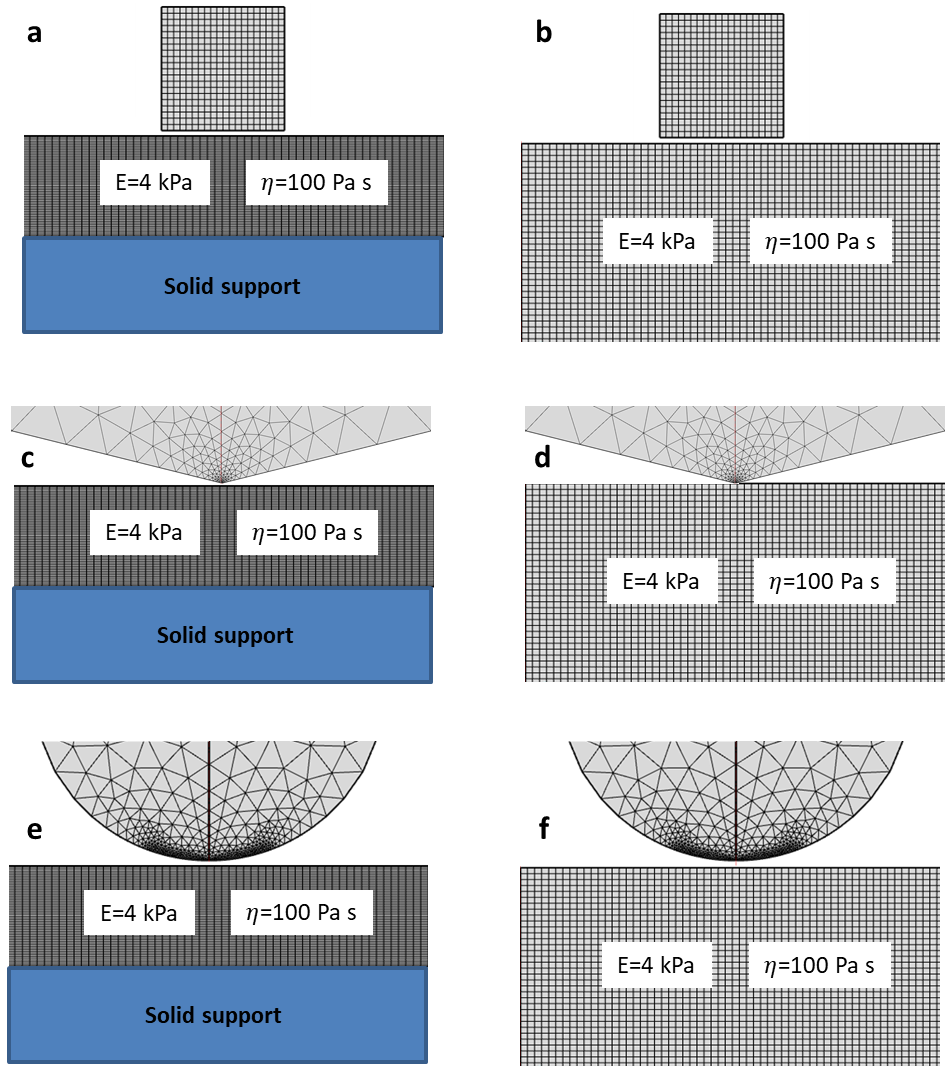 a
b
E=4 kPa
η=100 Pa s
E=4 kPa
η=100 Pa s
Solid support
c
d
E=4 kPa
η=100 Pa s
E=4 kPa
η=100 Pa s
Solid support
e
f
E=4 kPa
η=100 Pa s
E=4 kPa
η=100 Pa s
Solid support